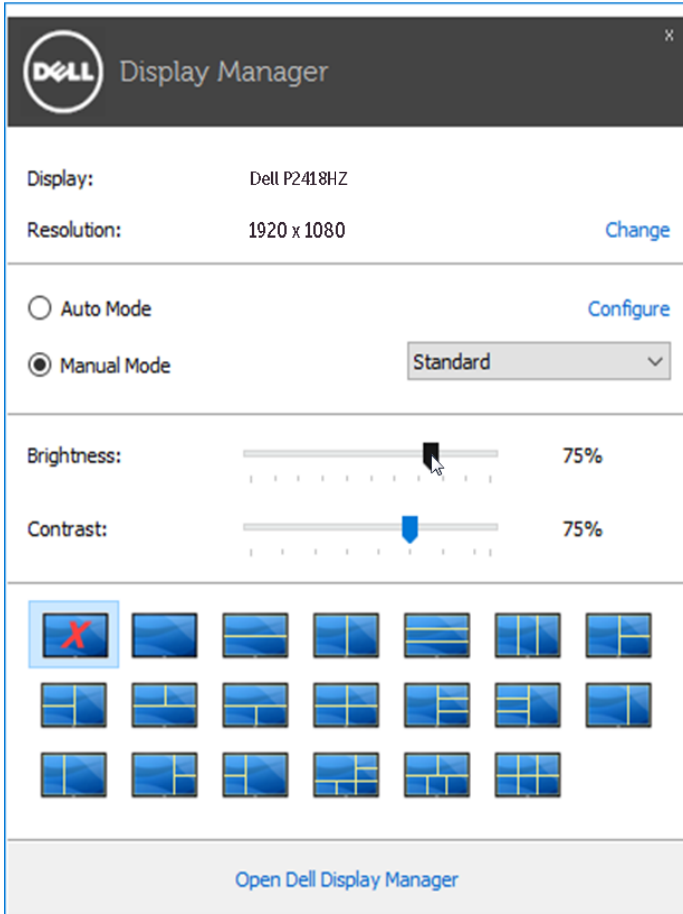 DELL Display Manager x
Display: Dell P2418HZ
Resolution: 1920 x 1080 Change
Auto Mode Configure
Manual Mode Standard
Brightness: 75%
Contrast: 75%
X
Open Dell Display Manager